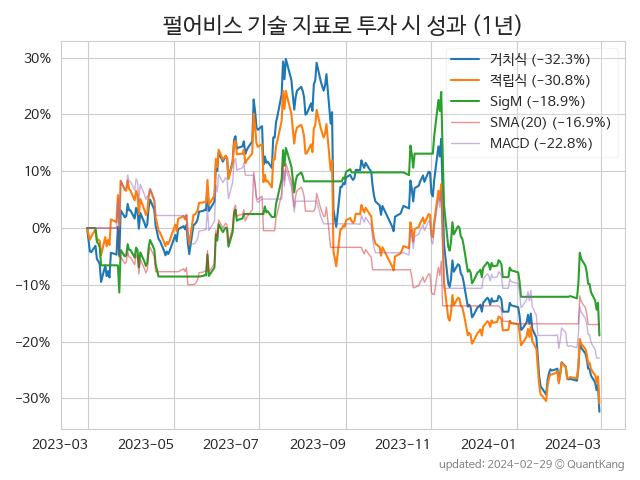 펄어비스 기술 지표로 투자 시 성과 (1년)
거치식 (−32.3%)
적립식 (−30.8%)
SigM (−18.9%)
SMA(20) (−16.9%)
MACD (−22.8%)
30%
20%
10%
0%
−10%
−20%
−30%
2023−03 2023−05 2023−07 2023−09 2023−11 2024−01 2024−03
updated: 2024-02-29 ⓒ QuantKang